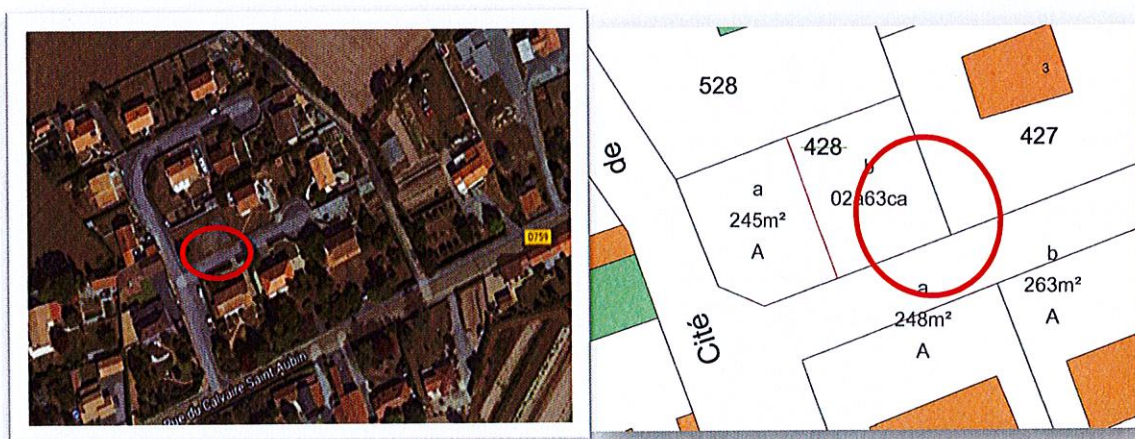 D759
Rue du Calvaire Saint Aubin
528
de
3
427
428
b
02a63ca
a
245m²
A
b
263m²
A
a
248m²
A
Cité